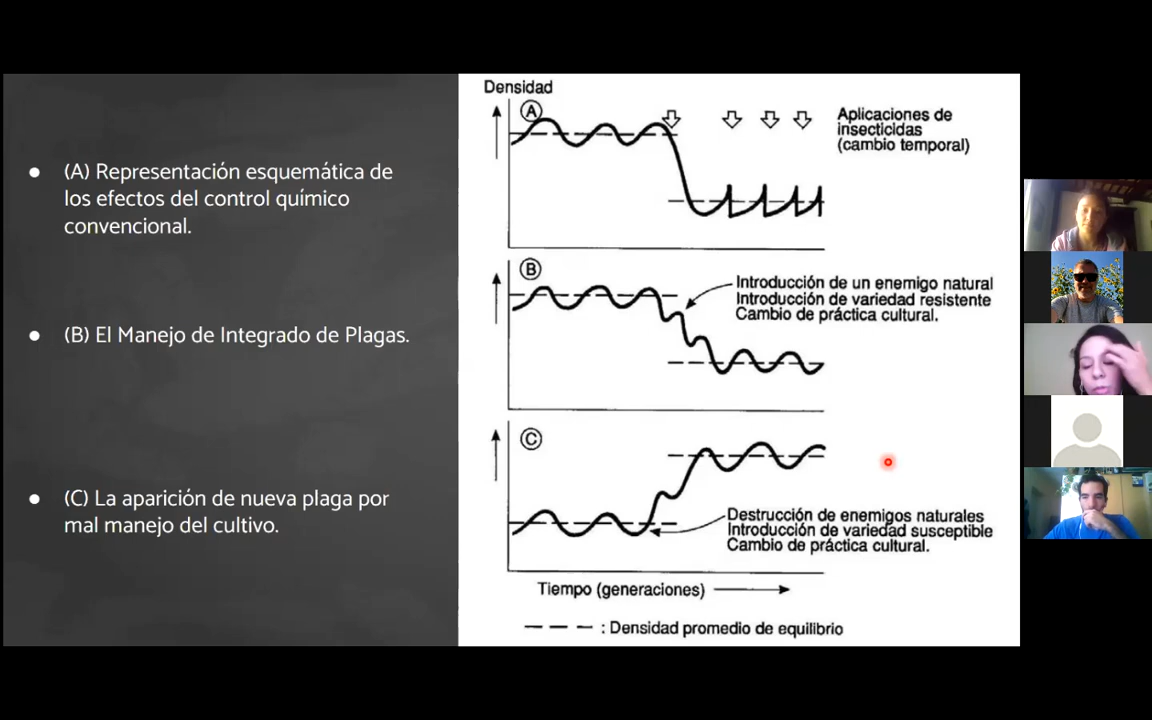 ● (A) Representación esquemática de
los efectos del control químico
convencional.
● (B) El Manejo de Integrado de Plagas.
● (C) La aparición de nueva plaga por
mal manejo del cultivo.
Densidad
A
Aplicaciones de
insecticidas
(cambio temporal)
B
Introducción de un enemigo natural
Introducción de variedad resistente
Cambio de práctica cultural.
C
Destrucción de enemigos naturales
Introducción de variedad susceptible
Cambio de práctica cultural.
Tiempo (generaciones)
: Densidad promedio de equilibrio